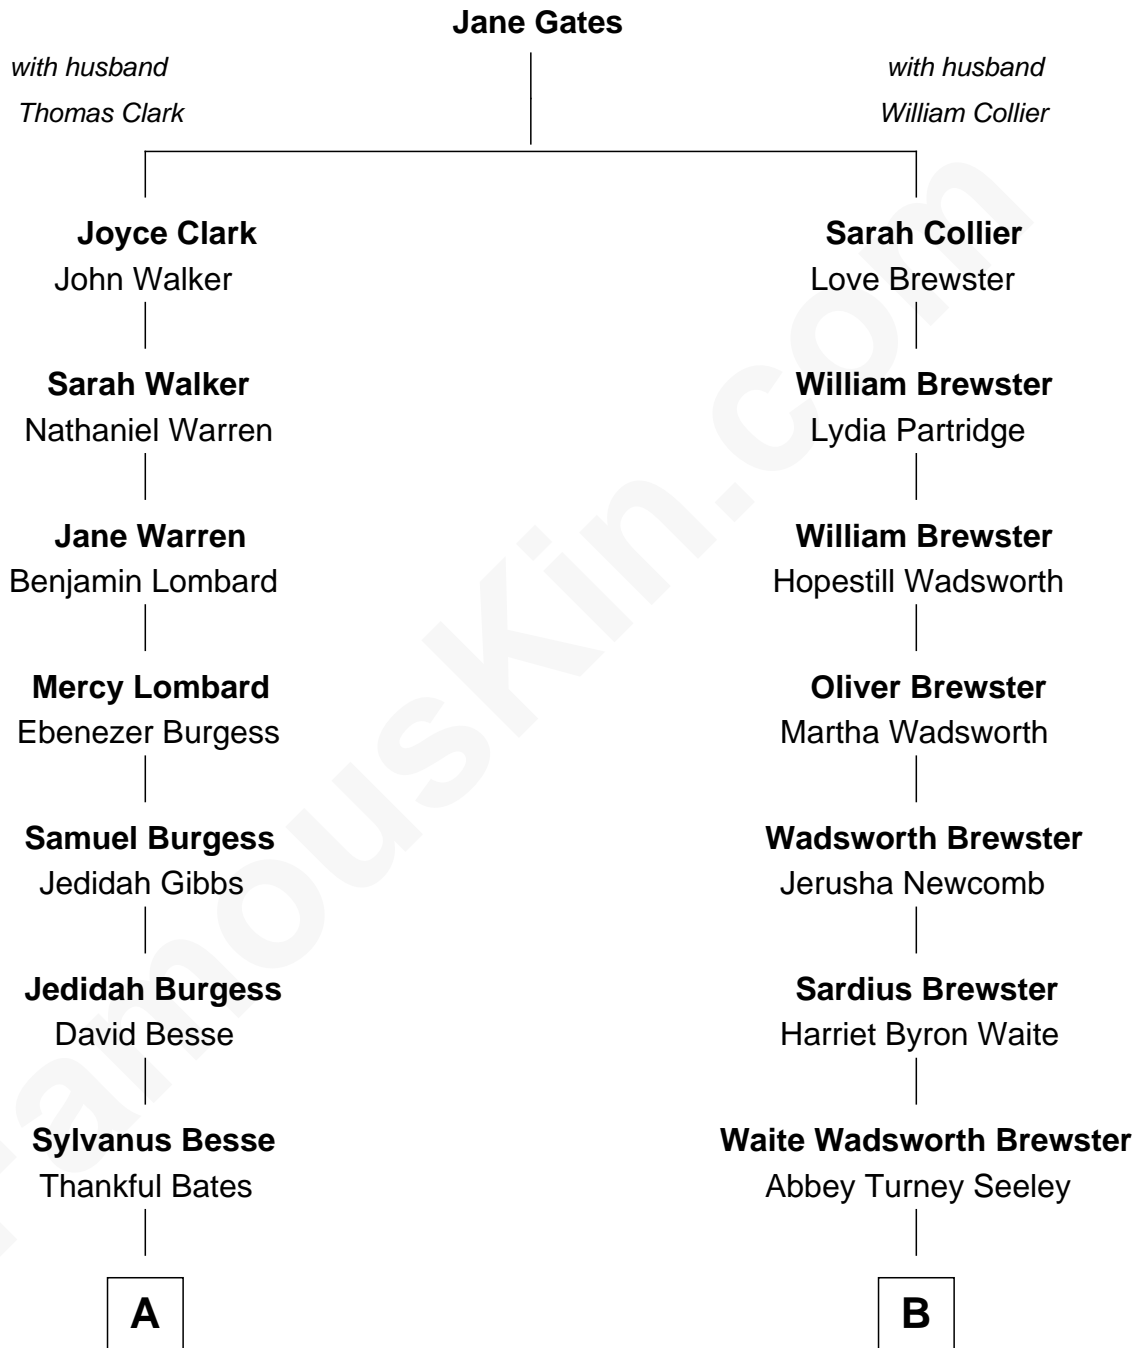 Jane Gates
with husband
Thomas Clark
with husband
William Collier
Joyce Clark
John Walker
Sarah Walker
Nathaniel Warren
Jane Warren
Benjamin Lombard
Mercy Lombard
Ebenezer Burgess
Samuel Burgess
Jedidah Gibbs
Jedidah Burgess
David Besse
Sylvanus Besse
Thankful Bates
A
Sarah Collier
Love Brewster
William Brewster
Lydia Partridge
William Brewster
Hopestill Wadsworth
Oliver Brewster
Martha Wadsworth
Wadsworth Brewster
Jerusha Newcomb
Sardius Brewster
Harriet Byron Waite
Waite Wadsworth Brewster
Abbey Turney Seeley
B
FamousKin.com